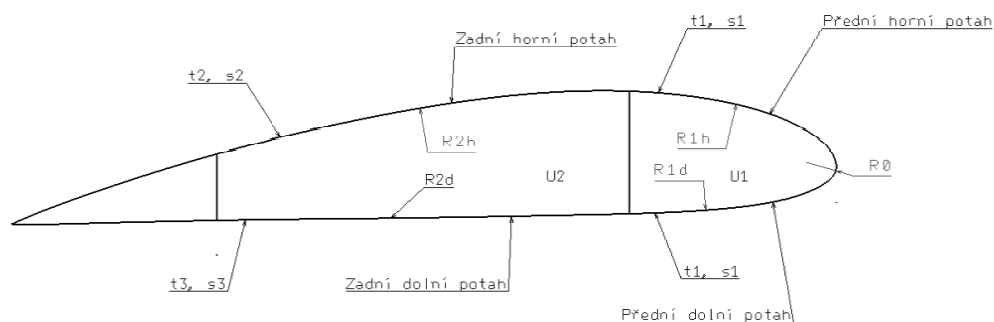 t1, s1
Přední horní potah
Zadní horní potah
t2, s2
R2h
R1h
R2d
U2
R1d
U1
R0
t3, s3
Zadní dolní potah
t1, s1
Přední dolní potah